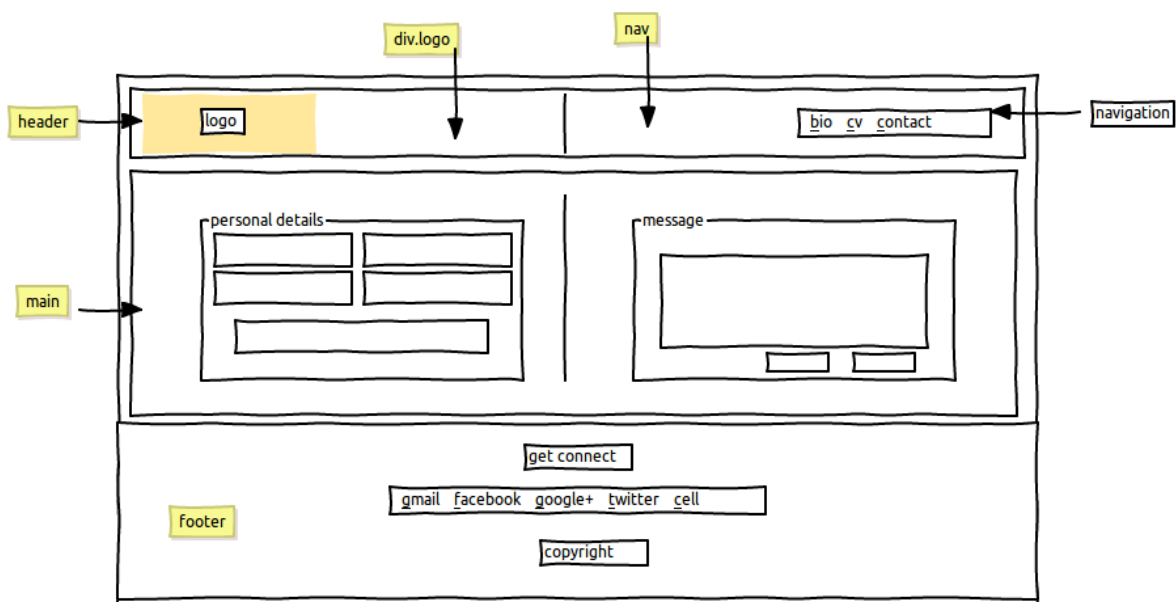 div.logo
nav
header
logo
bio cv contact
navigation
personal details
message
main
get connect
gmail facebook google+ twitter cell
footer
copyright